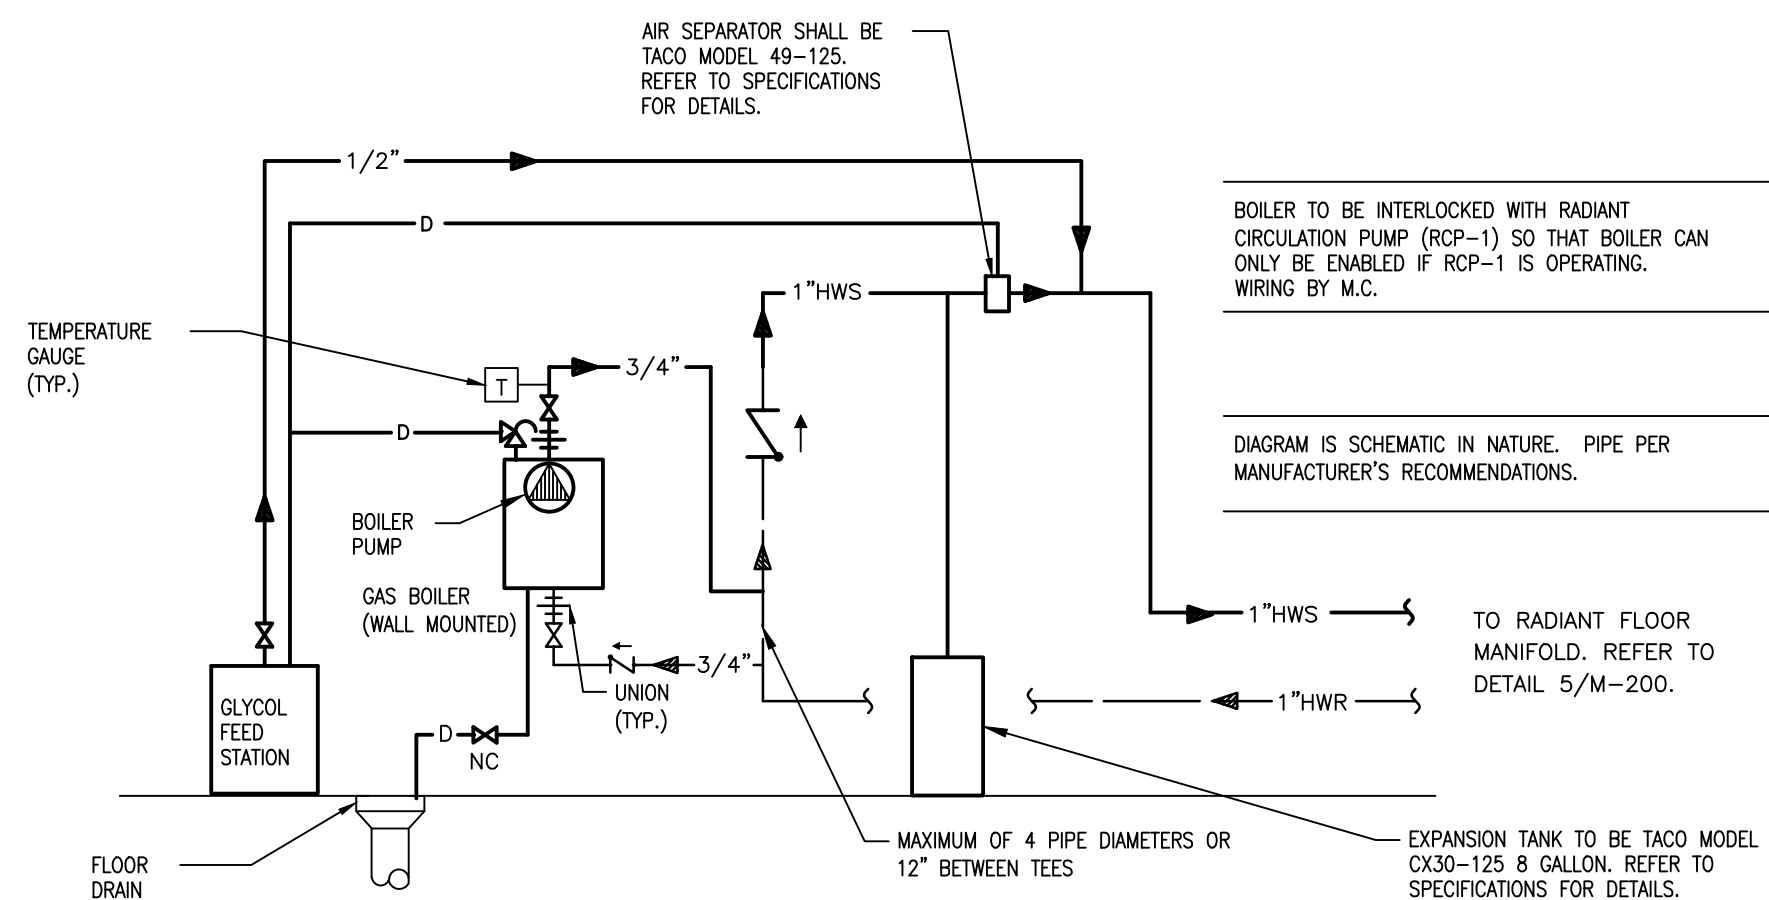 AIR SEPARATOR SHALL BE
TACO MODEL 49-125.
REFER TO SPECIFICATIONS
FOR DETAILS.
1/2"
D
BOILER TO BE INTERLOCKED WITH RADIANT
CIRCULATION PUMP (RCP-1) SO THAT BOILER CAN
ONLY BE ENABLED IF RCP-1 IS OPERATING.
WIRING BY M.C.
1"HWS
TEMPERATURE
GAUGE
(TYP.)
T
3/4"
D
DIAGRAM IS SCHEMATIC IN NATURE. PIPE PER
MANUFACTURER'S RECOMMENDATIONS.
BOILER
PUMP
GAS BOILER
(WALL MOUNTED)
1"HWS
TO RADIANT FLOOR
MANIFOLD. REFER TO
DETAIL 5/M-200.
3/4"
UNION
(TYP.)
1"HWR
GLYCOL
FEED
STATION
D
NC
MAXIMUM OF 4 PIPE DIAMETERS OR
12" BETWEEN TEES
EXPANSION TANK TO BE TACO MODEL
CX30-125 8 GALLON. REFER TO
SPECIFICATIONS FOR DETAILS.
FLOOR
DRAIN